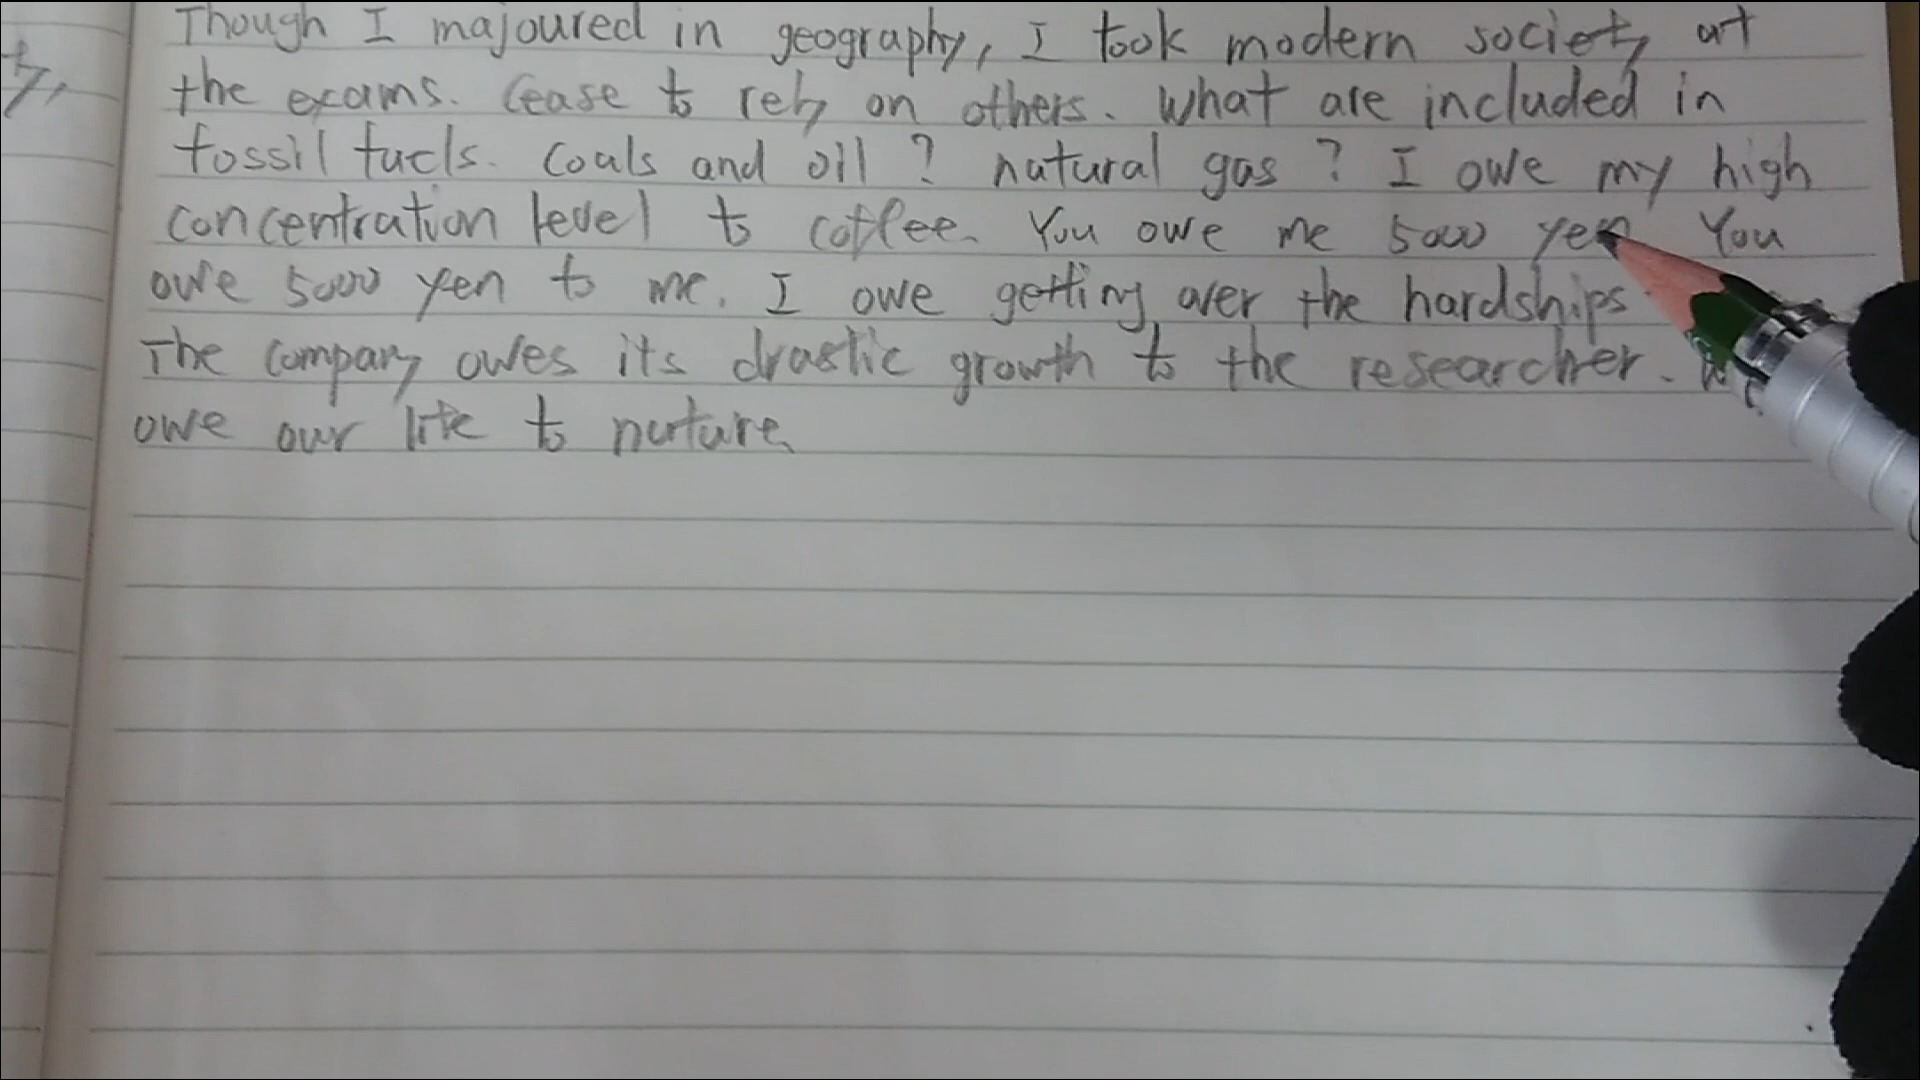 Though I majoured in geography, I took modern society at
the exams. Cease to rely on others. What are included in
fossil fuels. Coals and oil ? natural gas ? I owe my high
concentration level to coffee. You owe me 5000 yen You
owe 5000 yen to me. I owe getting over the hardships
The company owes its drastic growth to the researcher. We
owe our life to nature.